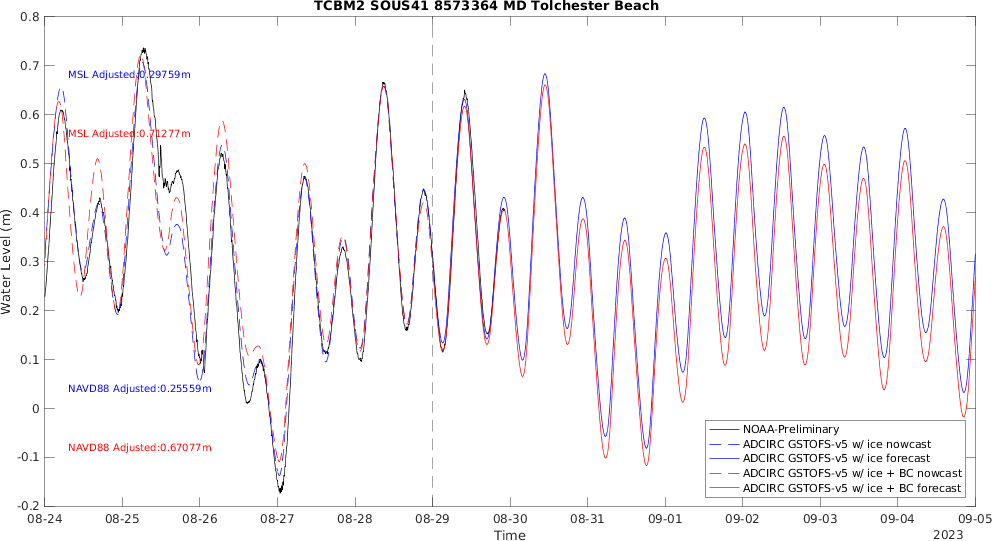 TCBM2 SOUS41 8573364 MD Tolchester Beach
0.8
0.7
0.6
0.5
0.4
0.3
0.2
0.1
0
-0.1
-0.2
Water Level (m)
MSL Adjusted:0.29759m
MSL Adjusted:0.71277m
NAVD88 Adjusted:0.25559m
NAVD88 Adjusted:0.67077m
NOAA-Preliminary
ADCIRC GSTOFS-v5 w/ ice nowcast
ADCIRC GSTOFS-v5 w/ ice forecast
ADCIRC GSTOFS-v5 w/ ice + BC nowcast
ADCIRC GSTOFS-v5 w/ ice + BC forecast
08-24 08-25 08-26 08-27 08-28 08-29 08-30 08-31 09-01 09-02 09-03 09-04 09-05
Time
2023